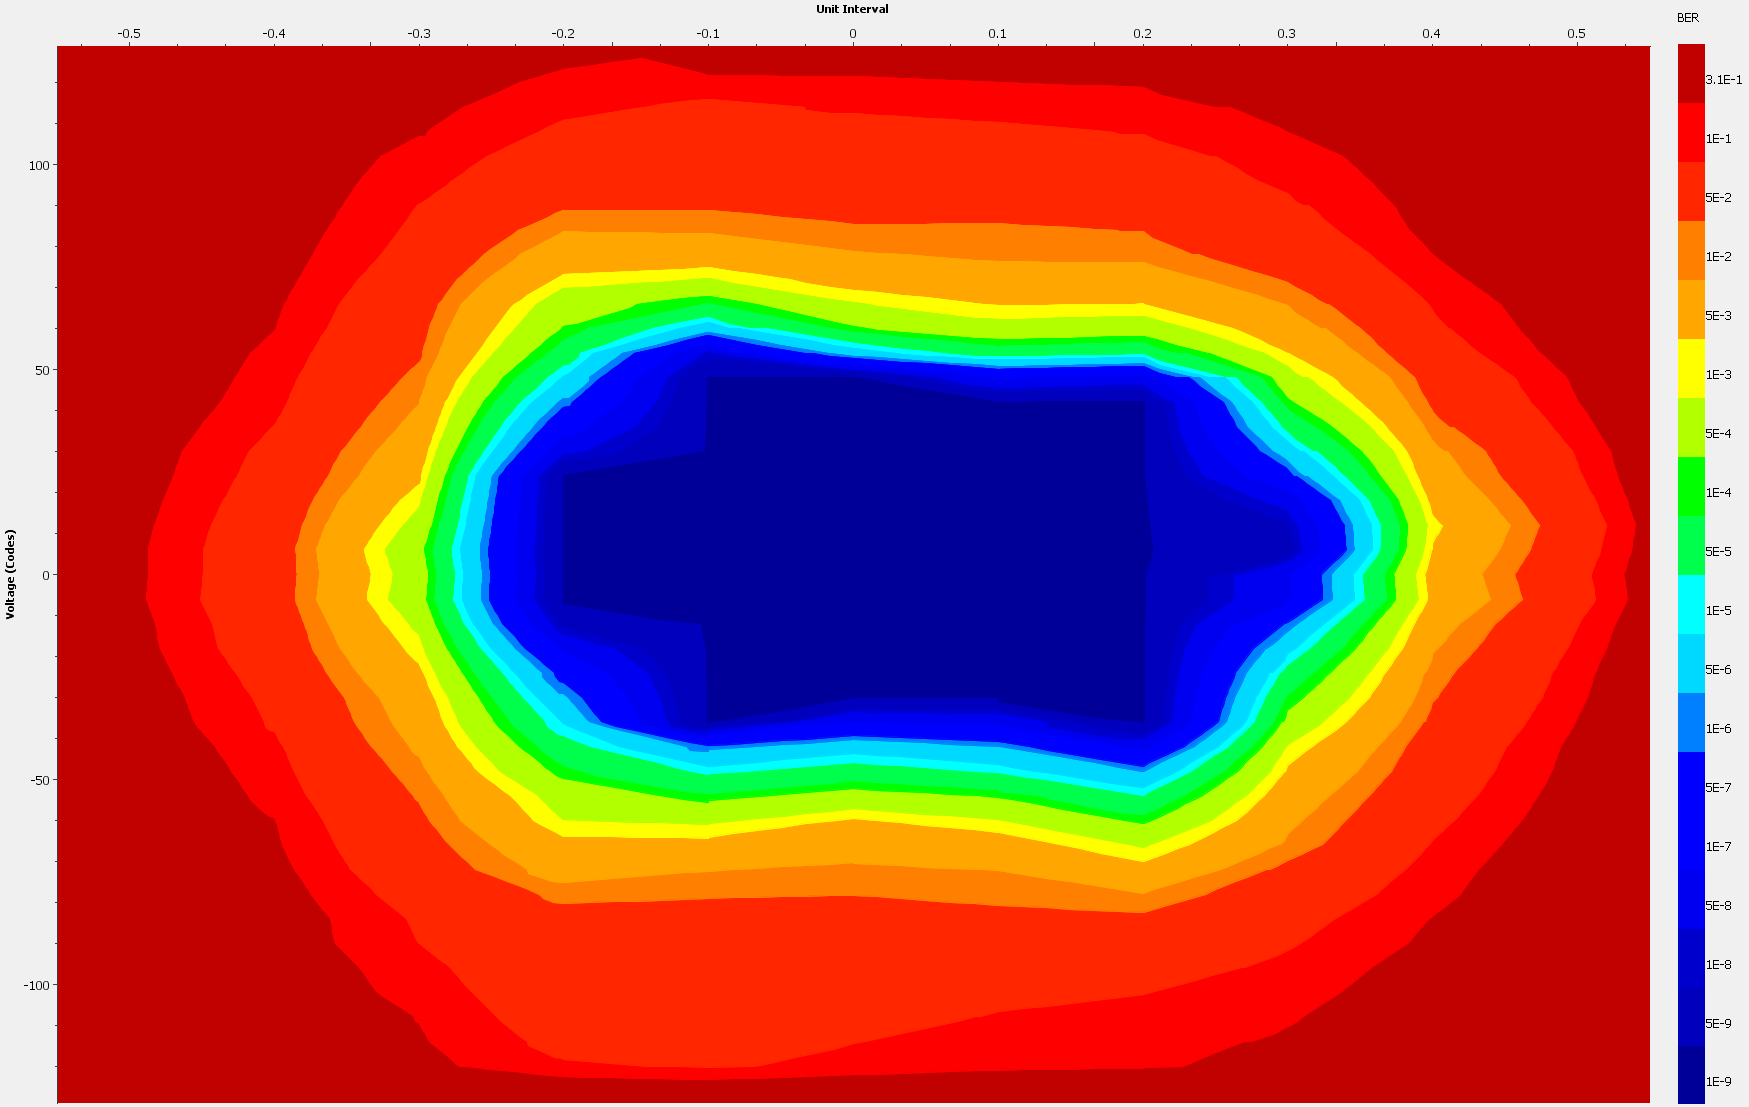 Unit Interval
-0.5 -0.4 -0.3 -0.2 -0.1 0 0.1 0.2 0.3 0.4 0.5
Voltage (Codes)
100
50
0
-50
-100
BER
3.1E-1
1E-1
5E-2
1E-2
5E-3
1E-3
5E-4
1E-4
5E-5
1E-5
5E-6
1E-6
5E-7
1E-7
5E-8
1E-8
5E-9
1E-9